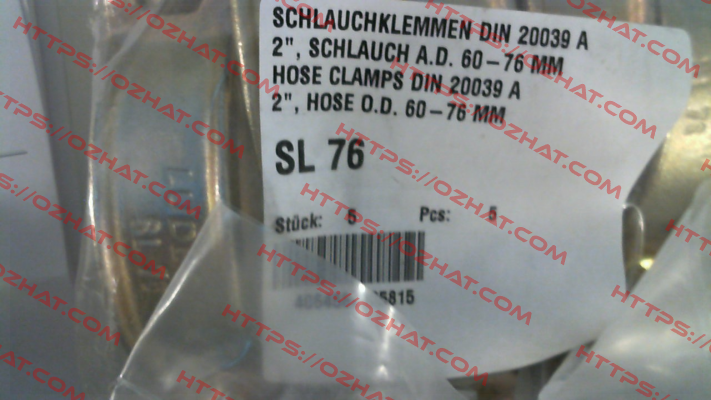 SCHLAUCHKLEMMEN DIN 20039 A
2", SCHLAUCH A.D. 60-76 MM
HOSE CLAMPS DIN 20039 A
2", HOSE O.D. 60-76 MM
SL 76
Stück: 5 Pcs: 5
HTTPS://OZHAT.COM